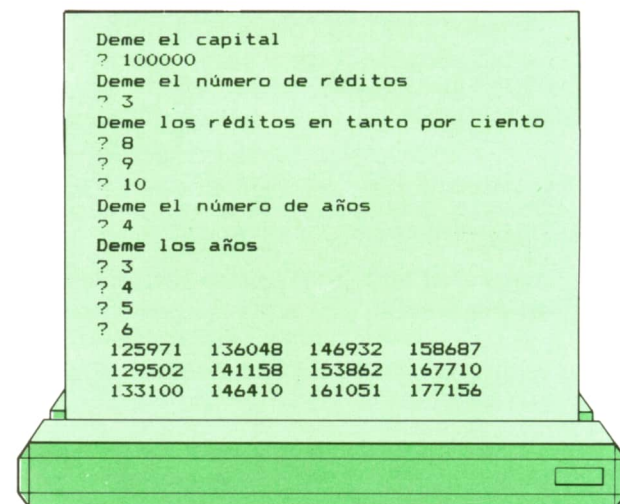 Deme el capital
? 100000
Deme el número de réditos
? 3
Deme los réditos en tanto por ciento
? 8
? 9
? 10
Deme el número de años
? 4
Deme los años
? 3
? 4
? 5
? 6
125971 136048 146932 158687
129502 141158 153862 167710
133100 146410 161051 177156